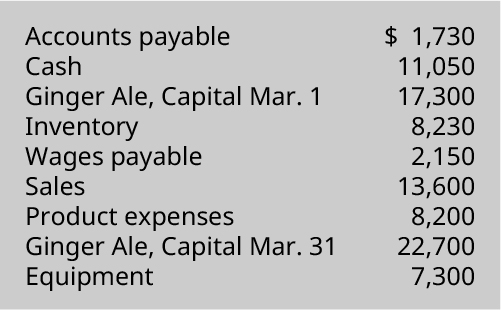 Accounts payable $ 1,730
Cash 11,050
Ginger Ale, Capital Mar. 1 17,300
Inventory 8,230
Wages payable 2,150
Sales 13,600
Product expenses 8,200
Ginger Ale, Capital Mar. 31 22,700
Equipment 7,300